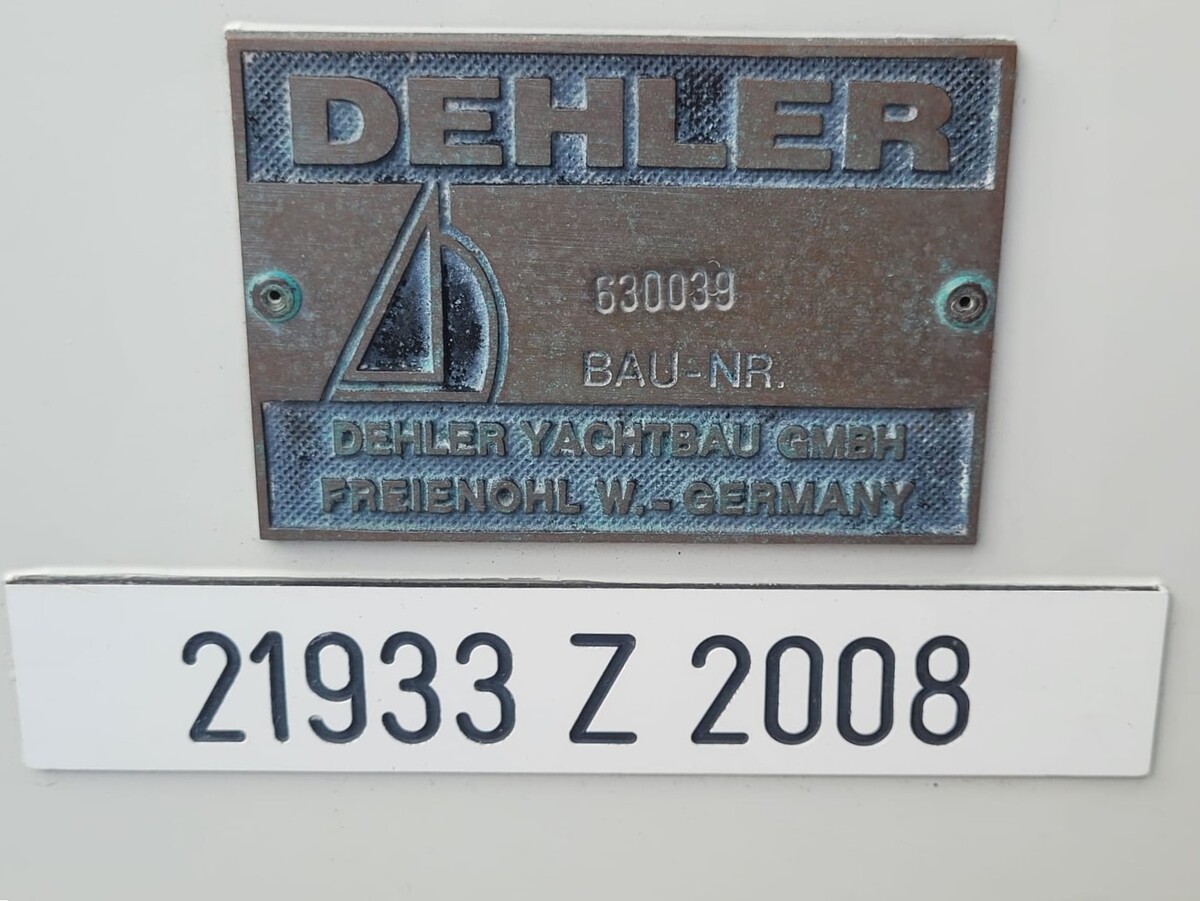 DEHLER
630039
BAU-NR.
DEHLER YACHTBAU GMBH
FREIENOHL W.-GERMANY
21933 Z 2008